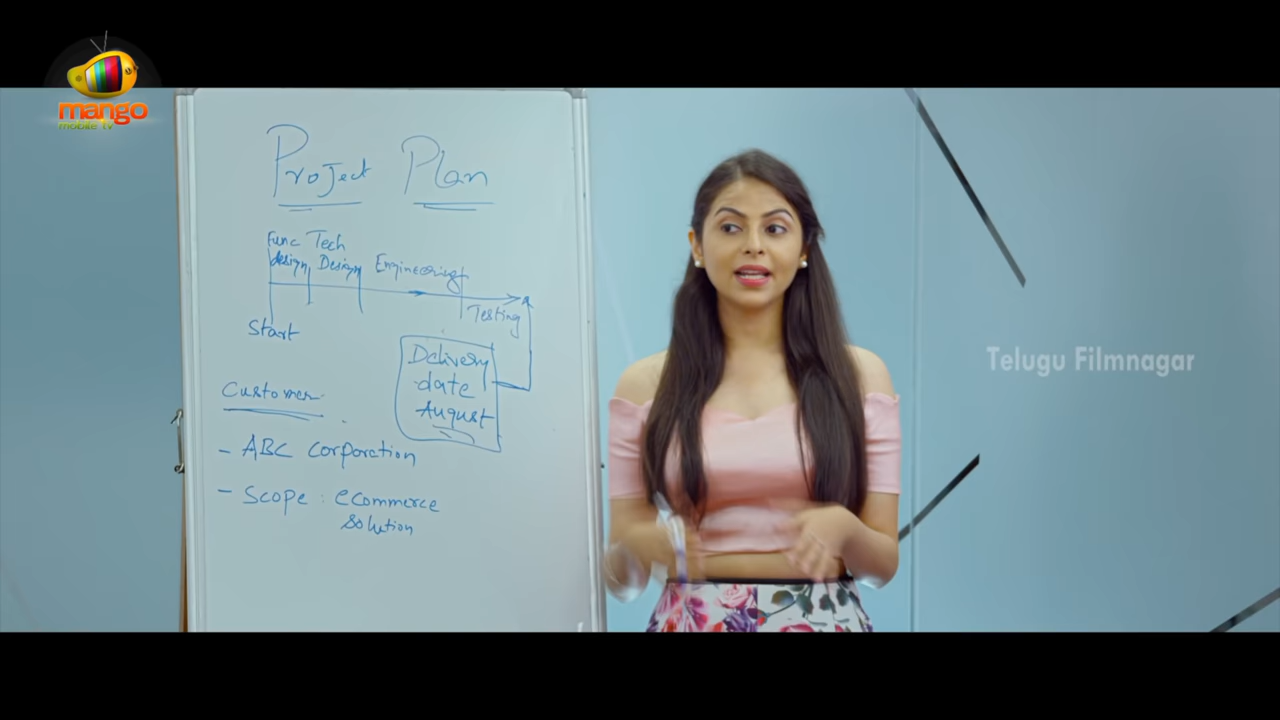 mango
mobile tv
Project Plan
Func Tech
design Design Engineering
Testing
Start
Delivery
date
August
Customer
- ABC Corporation
- Scope : ecommerce
solution
Telugu Filmnagar